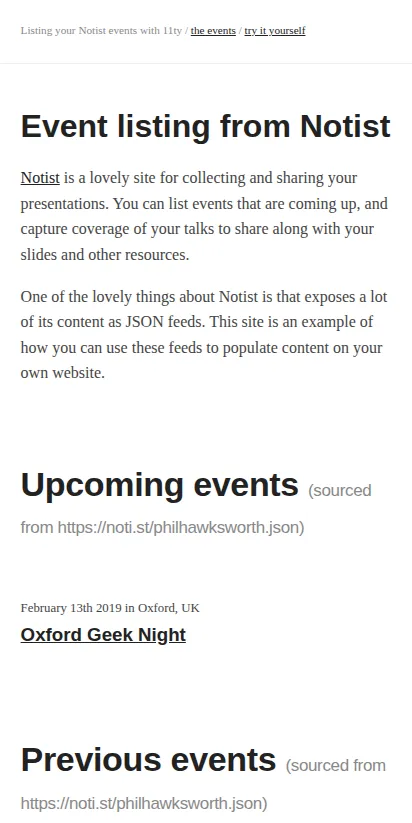 Listing your Notist events with 11ty / the events / try it yourself
Event listing from Notist
Notist is a lovely site for collecting and sharing your
presentations. You can list events that are coming up, and
capture coverage of your talks to share along with your
slides and other resources.
One of the lovely things about Notist is that exposes a lot
of its content as JSON feeds. This site is an example of
how you can use these feeds to populate content on your
own website.
Upcoming events (sourced
from https://noti.st/philhawksworth.json)
February 13th 2019 in Oxford, UK
Oxford Geek Night
Previous events (sourced from
https://noti.st/philhawksworth.json)